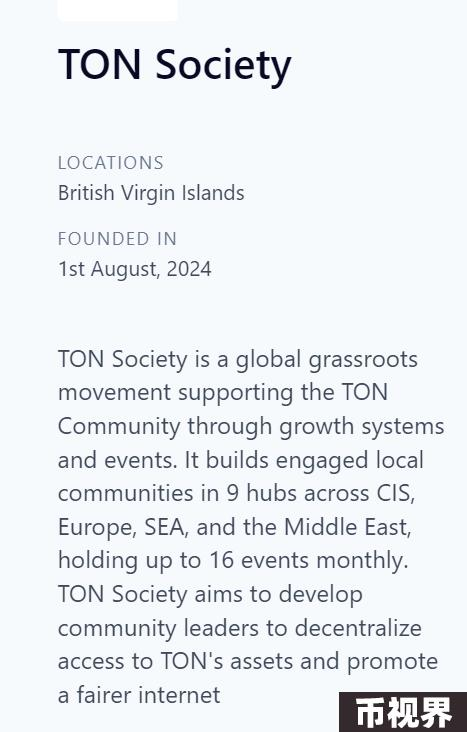 TON Society
LOCATIONS
British Virgin Islands
FOUNDED IN
1st August, 2024
TON Society is a global grassroots
movement supporting the TON
Community through growth systems
and events. It builds engaged local
communities in 9 hubs across CIS,
Europe, SEA, and the Middle East,
holding up to 16 events monthly.
TON Society aims to develop
community leaders to decentralize
access to TON's assets and promote
a fairer internet
币视界